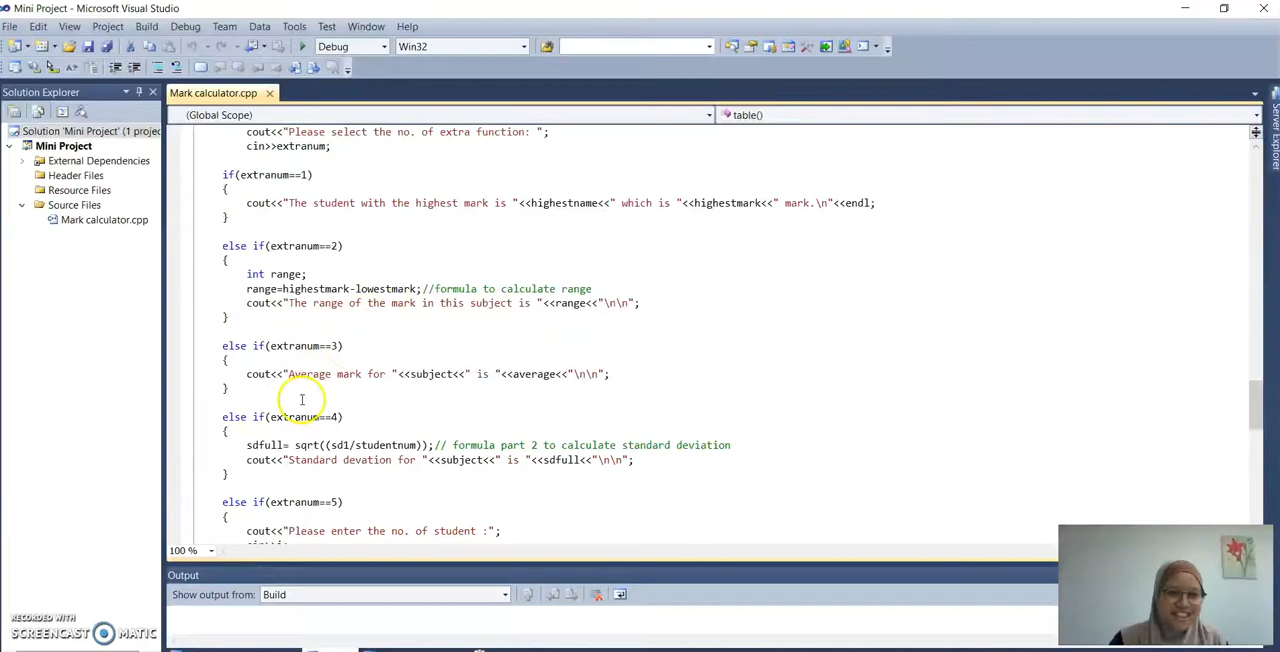 Mini Project - Microsoft Visual Studio
File Edit View Project Build Debug Team Data Tools Test Window Help
Debug Win32
Solution Explorer
Mark calculator.cpp
(Global Scope) table()
Solution 'Mini Project' (1 projec
Mini Project
External Dependencies
Header Files
Resource Files
Source Files
Mark calculator.cpp
cout<<"Please select the no. of extra function: ";
cin>>extranum;
if(extranum==1)
{
cout<<"The student with the highest mark is "<<highestname<<" which is "<<highestmark<<" mark.\n"<<endl;
}
else if(extranum==2)
{
int range;
range=highestmark-lowestmark;//formula to calculate range
cout<<"The range of the mark in this subject is "<<range<<"\n\n";
}
else if(extranum==3)
{
cout<<"Average mark for "<<subject<<" is "<<average<<"\n\n";
}
else if(extranum==4)
{
sdfull= sqrt((sd1/studentnum));// formula part 2 to calculate standard deviation
cout<<"Standard devation for "<<subject<<" is "<<sdfull<<"\n\n";
}
else if(extranum==5)
{
cout<<"Please enter the no. of student :";
100 %
Output
Show output from: Build
Server Explorer
RECORDED WITH
SCREENCAST MATIC